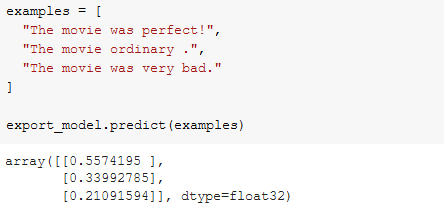 examples = [
  "The movie was perfect!",
  "The movie ordinary .",
  "The movie was very bad."
]
export_model.predict(examples)
array([[0.5574195 ],
       [0.33992785],
       [0.21091594]], dtype=float32)